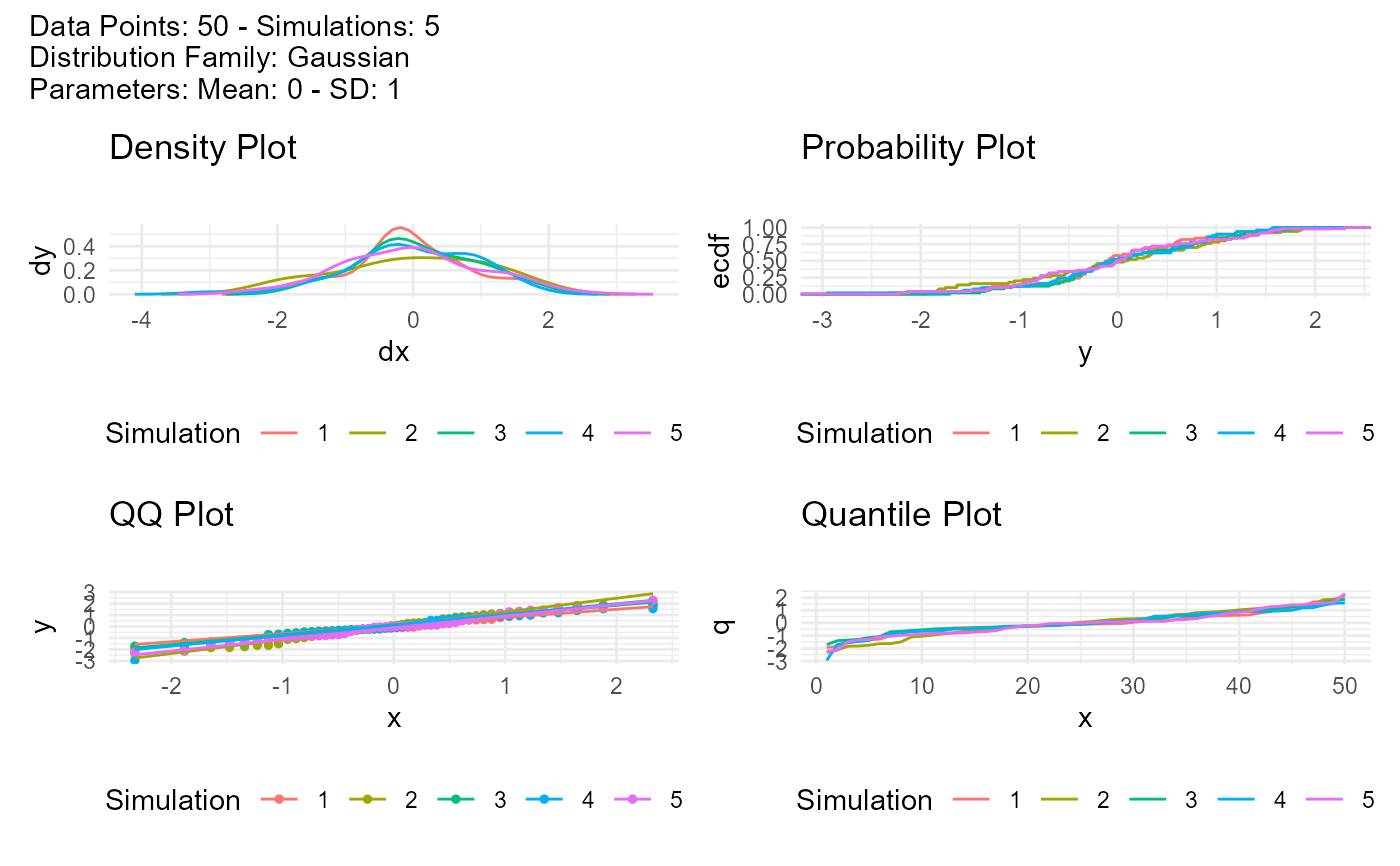 Data Points: 50 - Simulations: 5
Distribution Family: Gaussian
Parameters: Mean: 0 - SD: 1
Density Plot
dy
0.4
0.2
0.0
-4 -2 0 2
dx
Simulation 1 2 3 4 5
Probability Plot
ecdf
1.00
0.75
0.50
0.25
0.00
-3 -2 -1 0 1 2
y
Simulation 1 2 3 4 5
QQ Plot
y
3
2
1
0
-1
-2
-3
-2 -1 0 1 2
x
Simulation 1 2 3 4 5
Quantile Plot
q
2
1
0
-1
-2
-3
0 10 20 30 40 50
x
Simulation 1 2 3 4 5